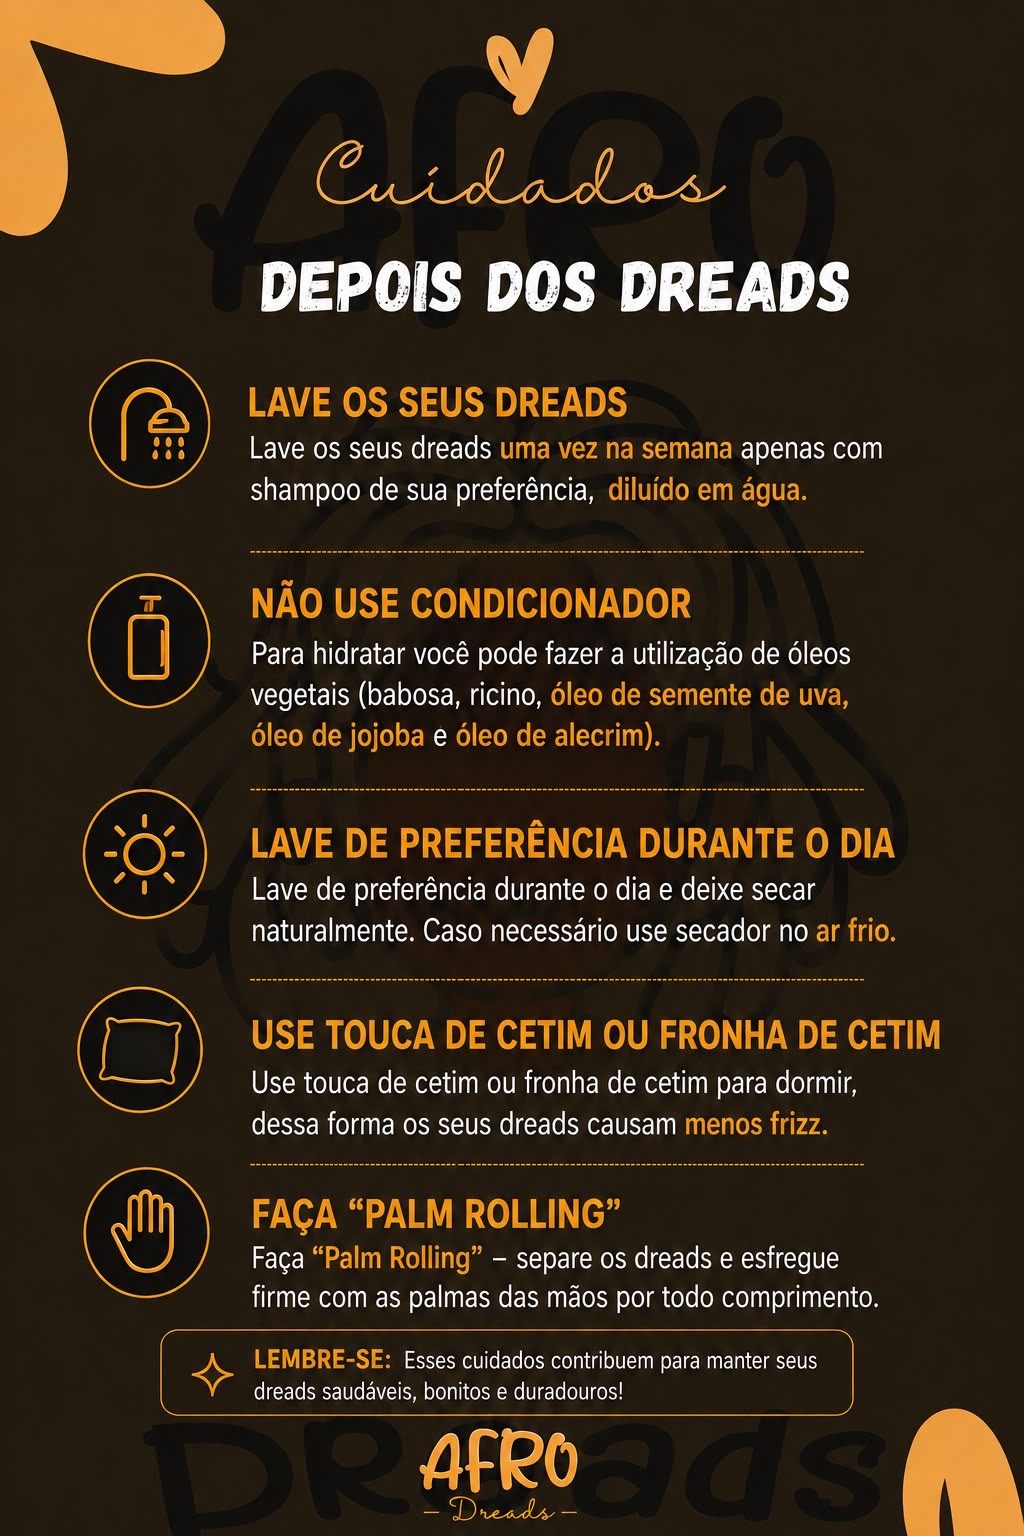 Afro
Cuidados
DEPOIS DOS DREADS
LAVE OS SEUS DREADS
Lave os seus dreads uma vez na semana apenas com
shampoo de sua preferência, diluído em água.
NÃO USE CONDICIONADOR
Para hidratar você pode fazer a utilização de óleos
vegetais (babosa, ricino, óleo de semente de uva,
óleo de jojoba e óleo de alecrim).
LAVE DE PREFERÊNCIA DURANTE O DIA
Lave de preferência durante o dia e deixe secar
naturalmente. Caso necessário use secador no ar frio.
USE TOUCA DE CETIM OU FRONHA DE CETIM
Use touca de cetim ou fronha de cetim para dormir,
dessa forma os seus dreads causam menos frizz.
FAÇA “PALM ROLLING”
Faça “Palm Rolling” – separe os dreads e esfregue
firme com as palmas das mãos por todo comprimento.
LEMBRE-SE: Esses cuidados contribuem para manter seus
dreads saudáveis, bonitos e duradouros!
Dreads
AFRO
– Dreads –